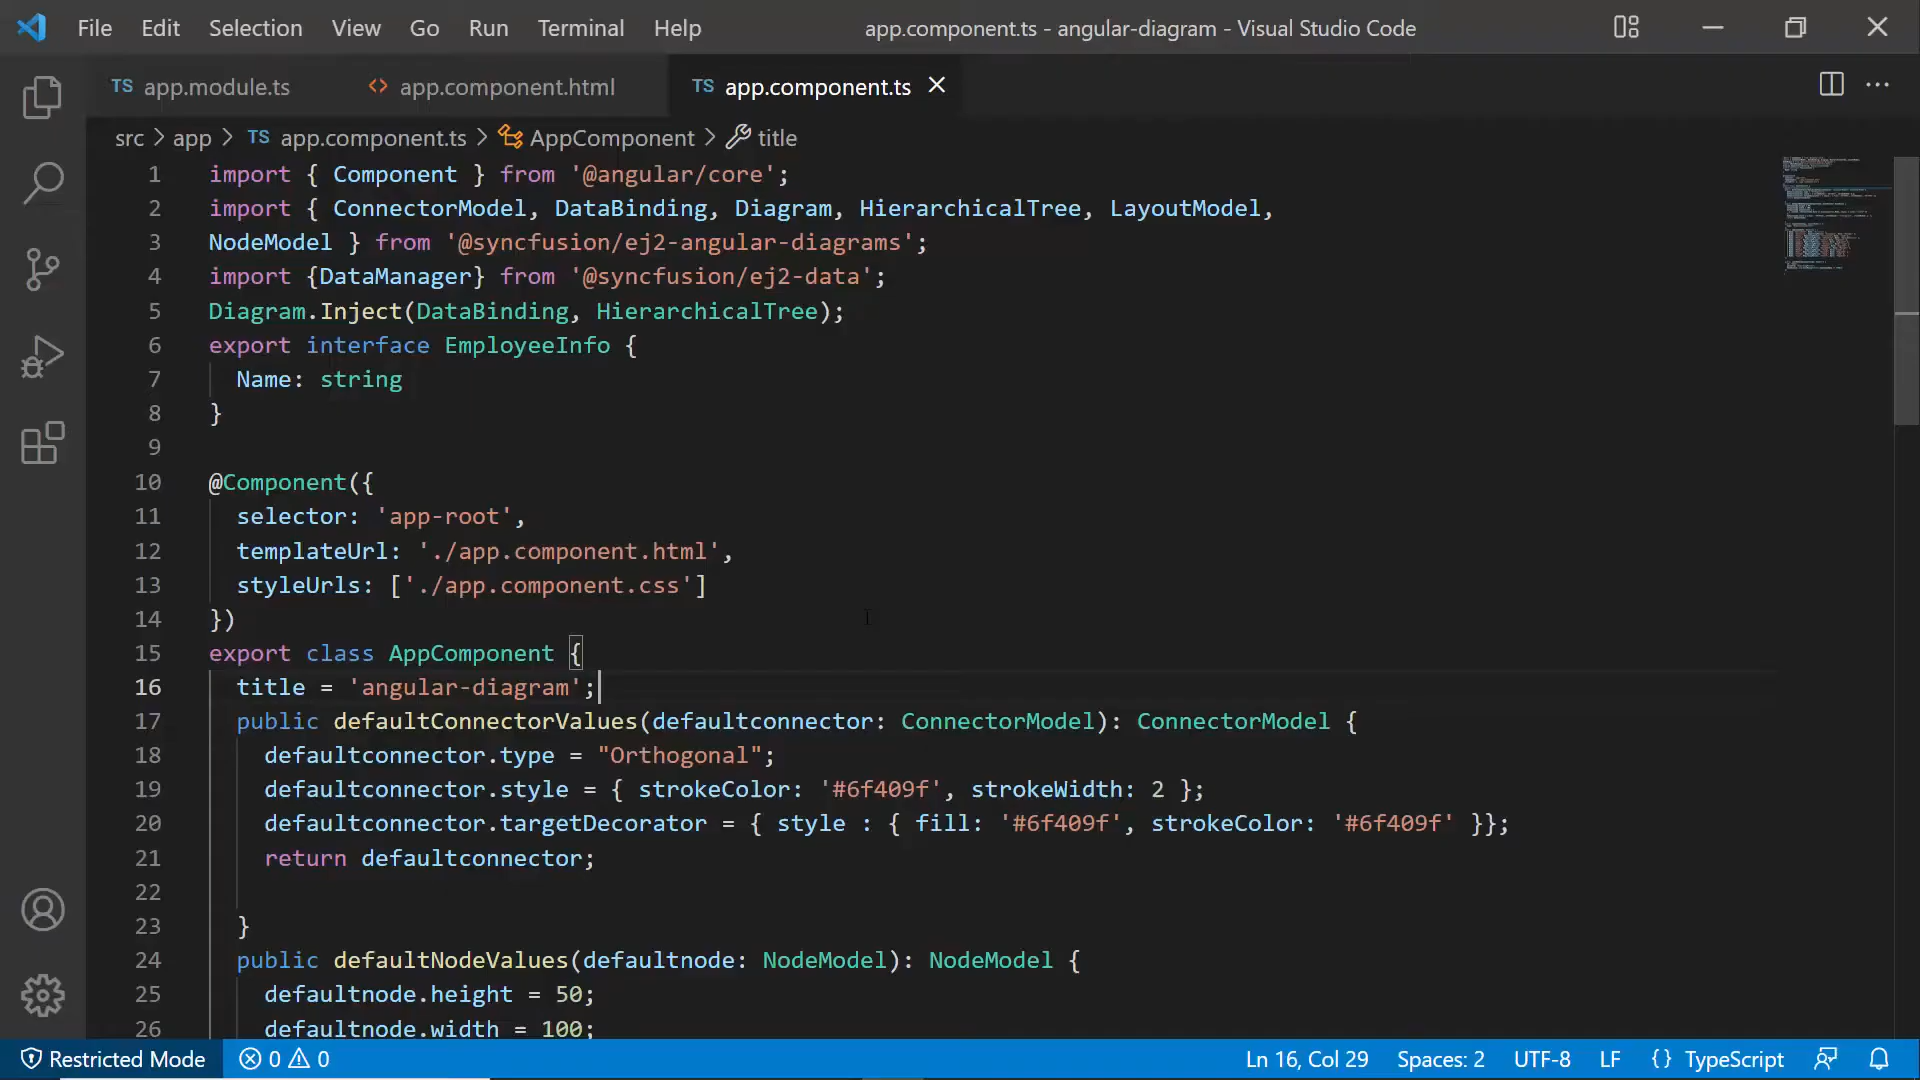 File Edit Selection View Go Run Terminal Help app.component.ts - angular-diagram - Visual Studio Code
TS app.module.ts <> app.component.html TS app.component.ts
src > app > TS app.component.ts > AppComponent > title
1 import { Component } from '@angular/core';
2 import { ConnectorModel, DataBinding, Diagram, HierarchicalTree, LayoutModel,
3 NodeModel } from '@syncfusion/ej2-angular-diagrams';
4 import {DataManager} from '@syncfusion/ej2-data';
5 Diagram.Inject(DataBinding, HierarchicalTree);
6 export interface EmployeeInfo {
7 Name: string
8 }
9
10 @Component({
11 selector: 'app-root',
12 templateUrl: './app.component.html',
13 styleUrls: ['./app.component.css']
14 })
15 export class AppComponent {
16 title = 'angular-diagram';
17 public defaultConnectorValues(defaultconnector: ConnectorModel): ConnectorModel {
18 defaultconnector.type = "Orthogonal";
19 defaultconnector.style = { strokeColor: '#6f409f', strokeWidth: 2 };
20 defaultconnector.targetDecorator = { style : { fill: '#6f409f', strokeColor: '#6f409f' }};
21 return defaultconnector;
22
23 }
24 public defaultNodeValues(defaultnode: NodeModel): NodeModel {
25 defaultnode.height = 50;
26 defaultnode.width = 100;
Restricted Mode 0 0 Ln 16, Col 29 Spaces: 2 UTF-8 LF {} TypeScript